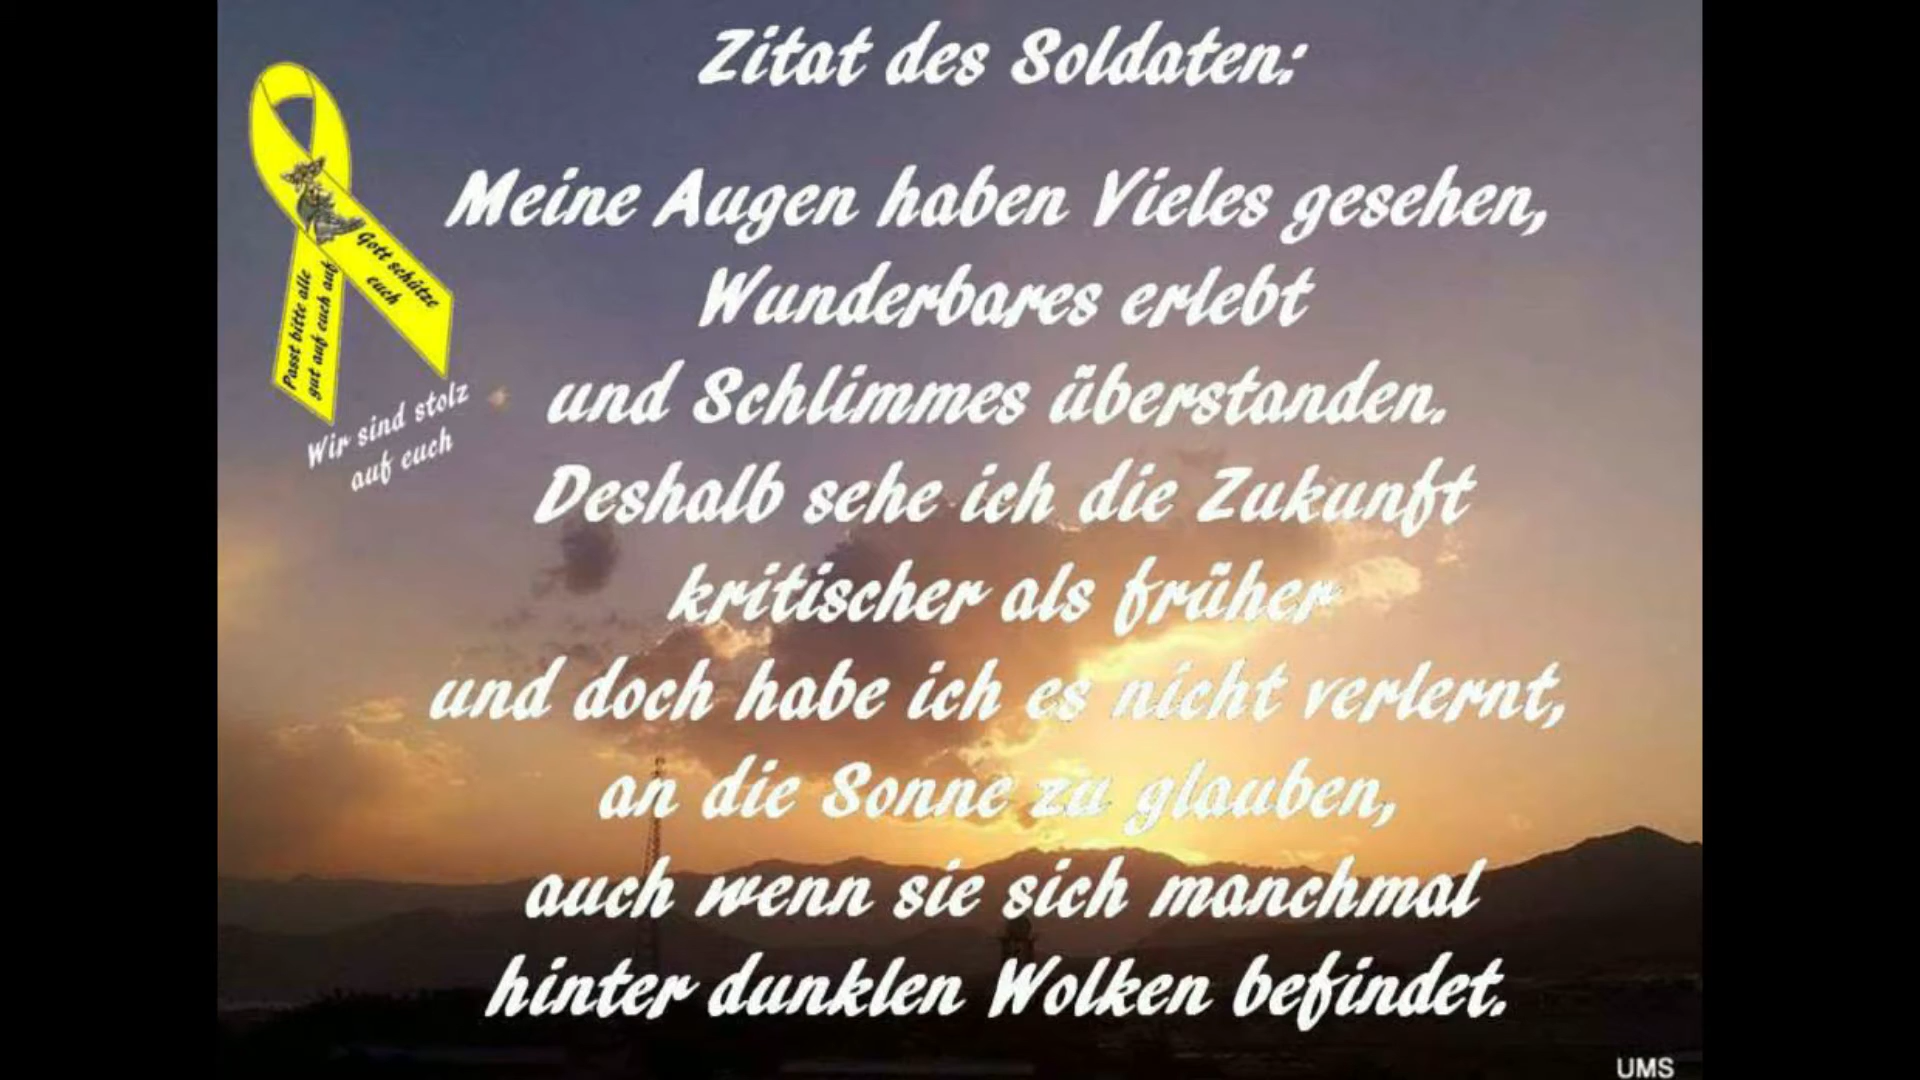 Zitat des Soldaten:
Meine Augen haben Vieles gesehen,
Wunderbares erlebt
und Schlimmes überstanden.
Deshalb sehe ich die Zukunft
kritischer als früher
und doch habe ich es nicht verlernt,
an die Sonne zu glauben,
auch wenn sie sich manchmal
hinter dunklen Wolken befindet.
Gott schütze
euch
Passt bitte alle
gut auf euch auf
Wir sind stolz
auf euch
UMS